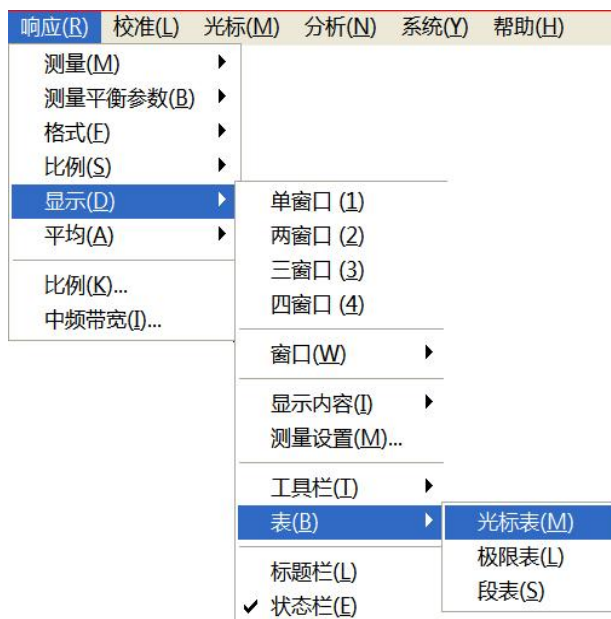 响应(R) 校准(L) 光标(M) 分析(N) 系统(Y) 帮助(H)
测量(M)
测量平衡参数(B)
格式(F)
比例(S)
显示(D)
平均(A)
比例(K)...
中频带宽(I)...
单窗口 (1)
两窗口 (2)
三窗口 (3)
四窗口 (4)
窗口(W)
显示内容(I)
测量设置(M)...
工具栏(T)
表(B)
标题栏(L)
状态栏(E)
光标表(M)
极限表(L)
段表(S)